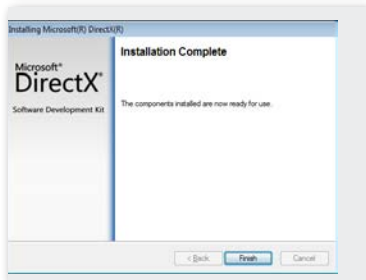 Installing Microsoft(R) DirectX(R)
Installation Complete
Microsoft®
DirectX®
Software Development Kit
The components installed are now ready for use.
< Back
Finish
Cancel